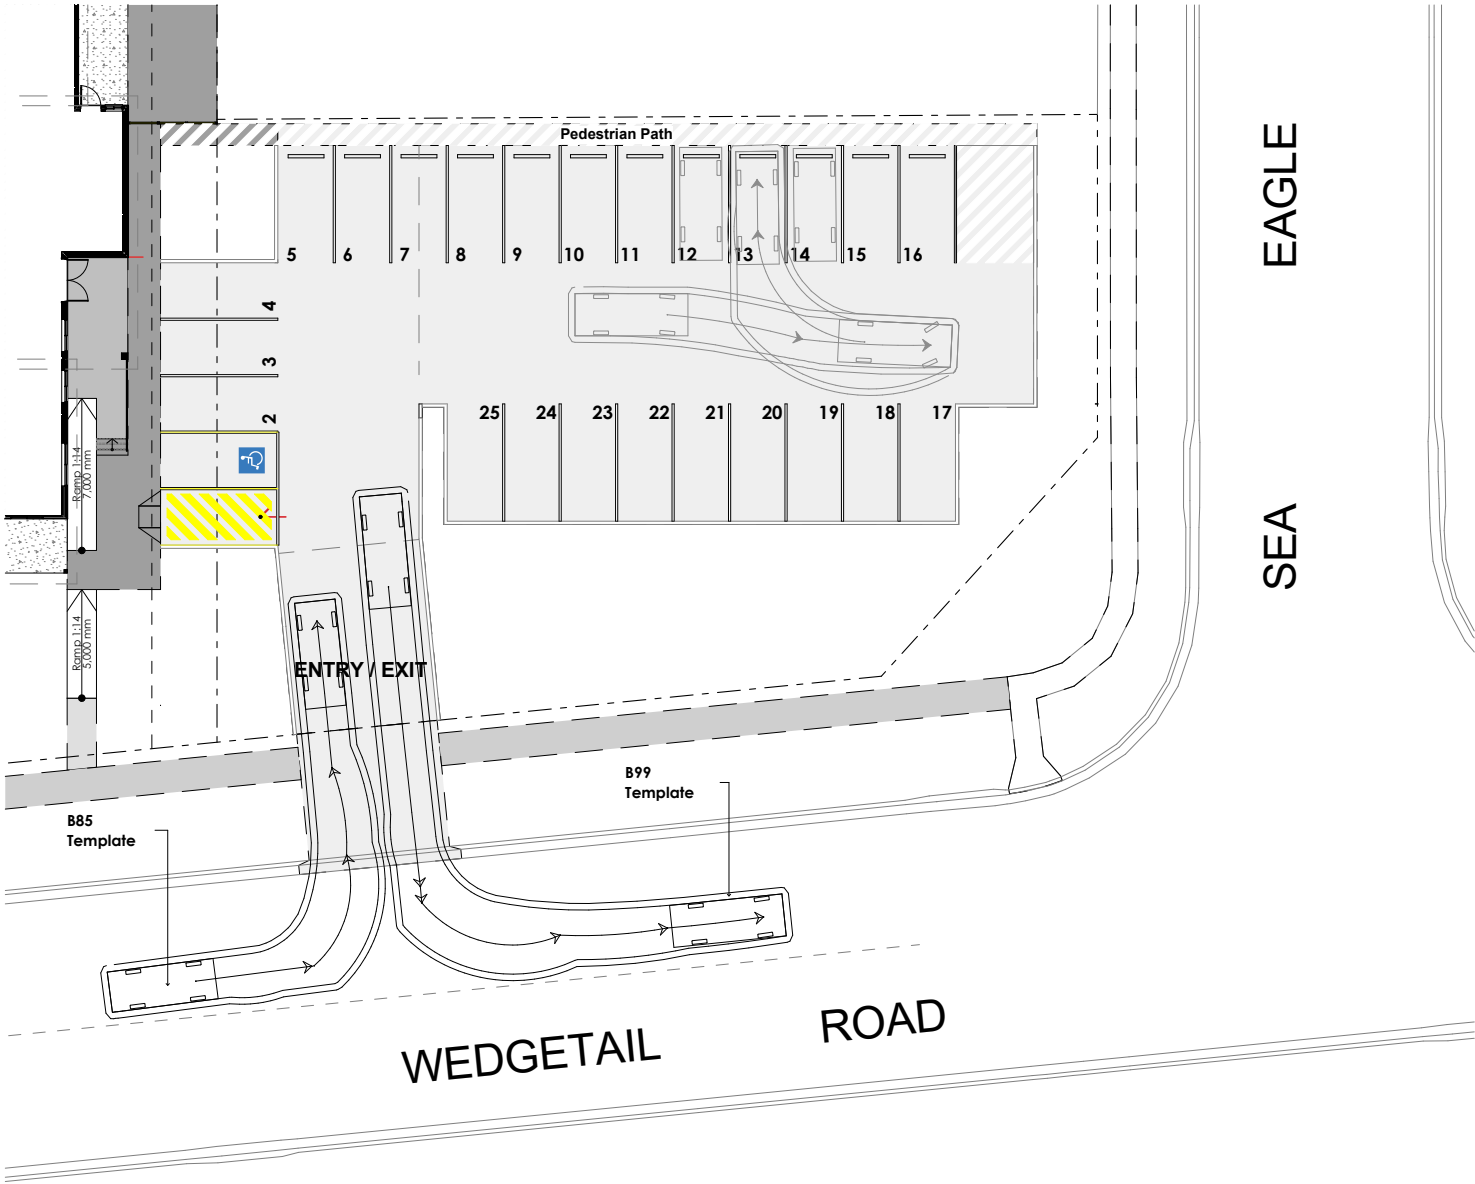 Pedestrian Path
5 6 7 8 9 10 11 12 13 14 15 16
4
3
2
25 24 23 22 21 20 19 18 17
Ramp 1:14
7,000 mm
Ramp 1:14
5,000 mm
ENTRY / EXIT
B85
Template
B99
Template
WEDGETAIL ROAD
SEA EAGLE